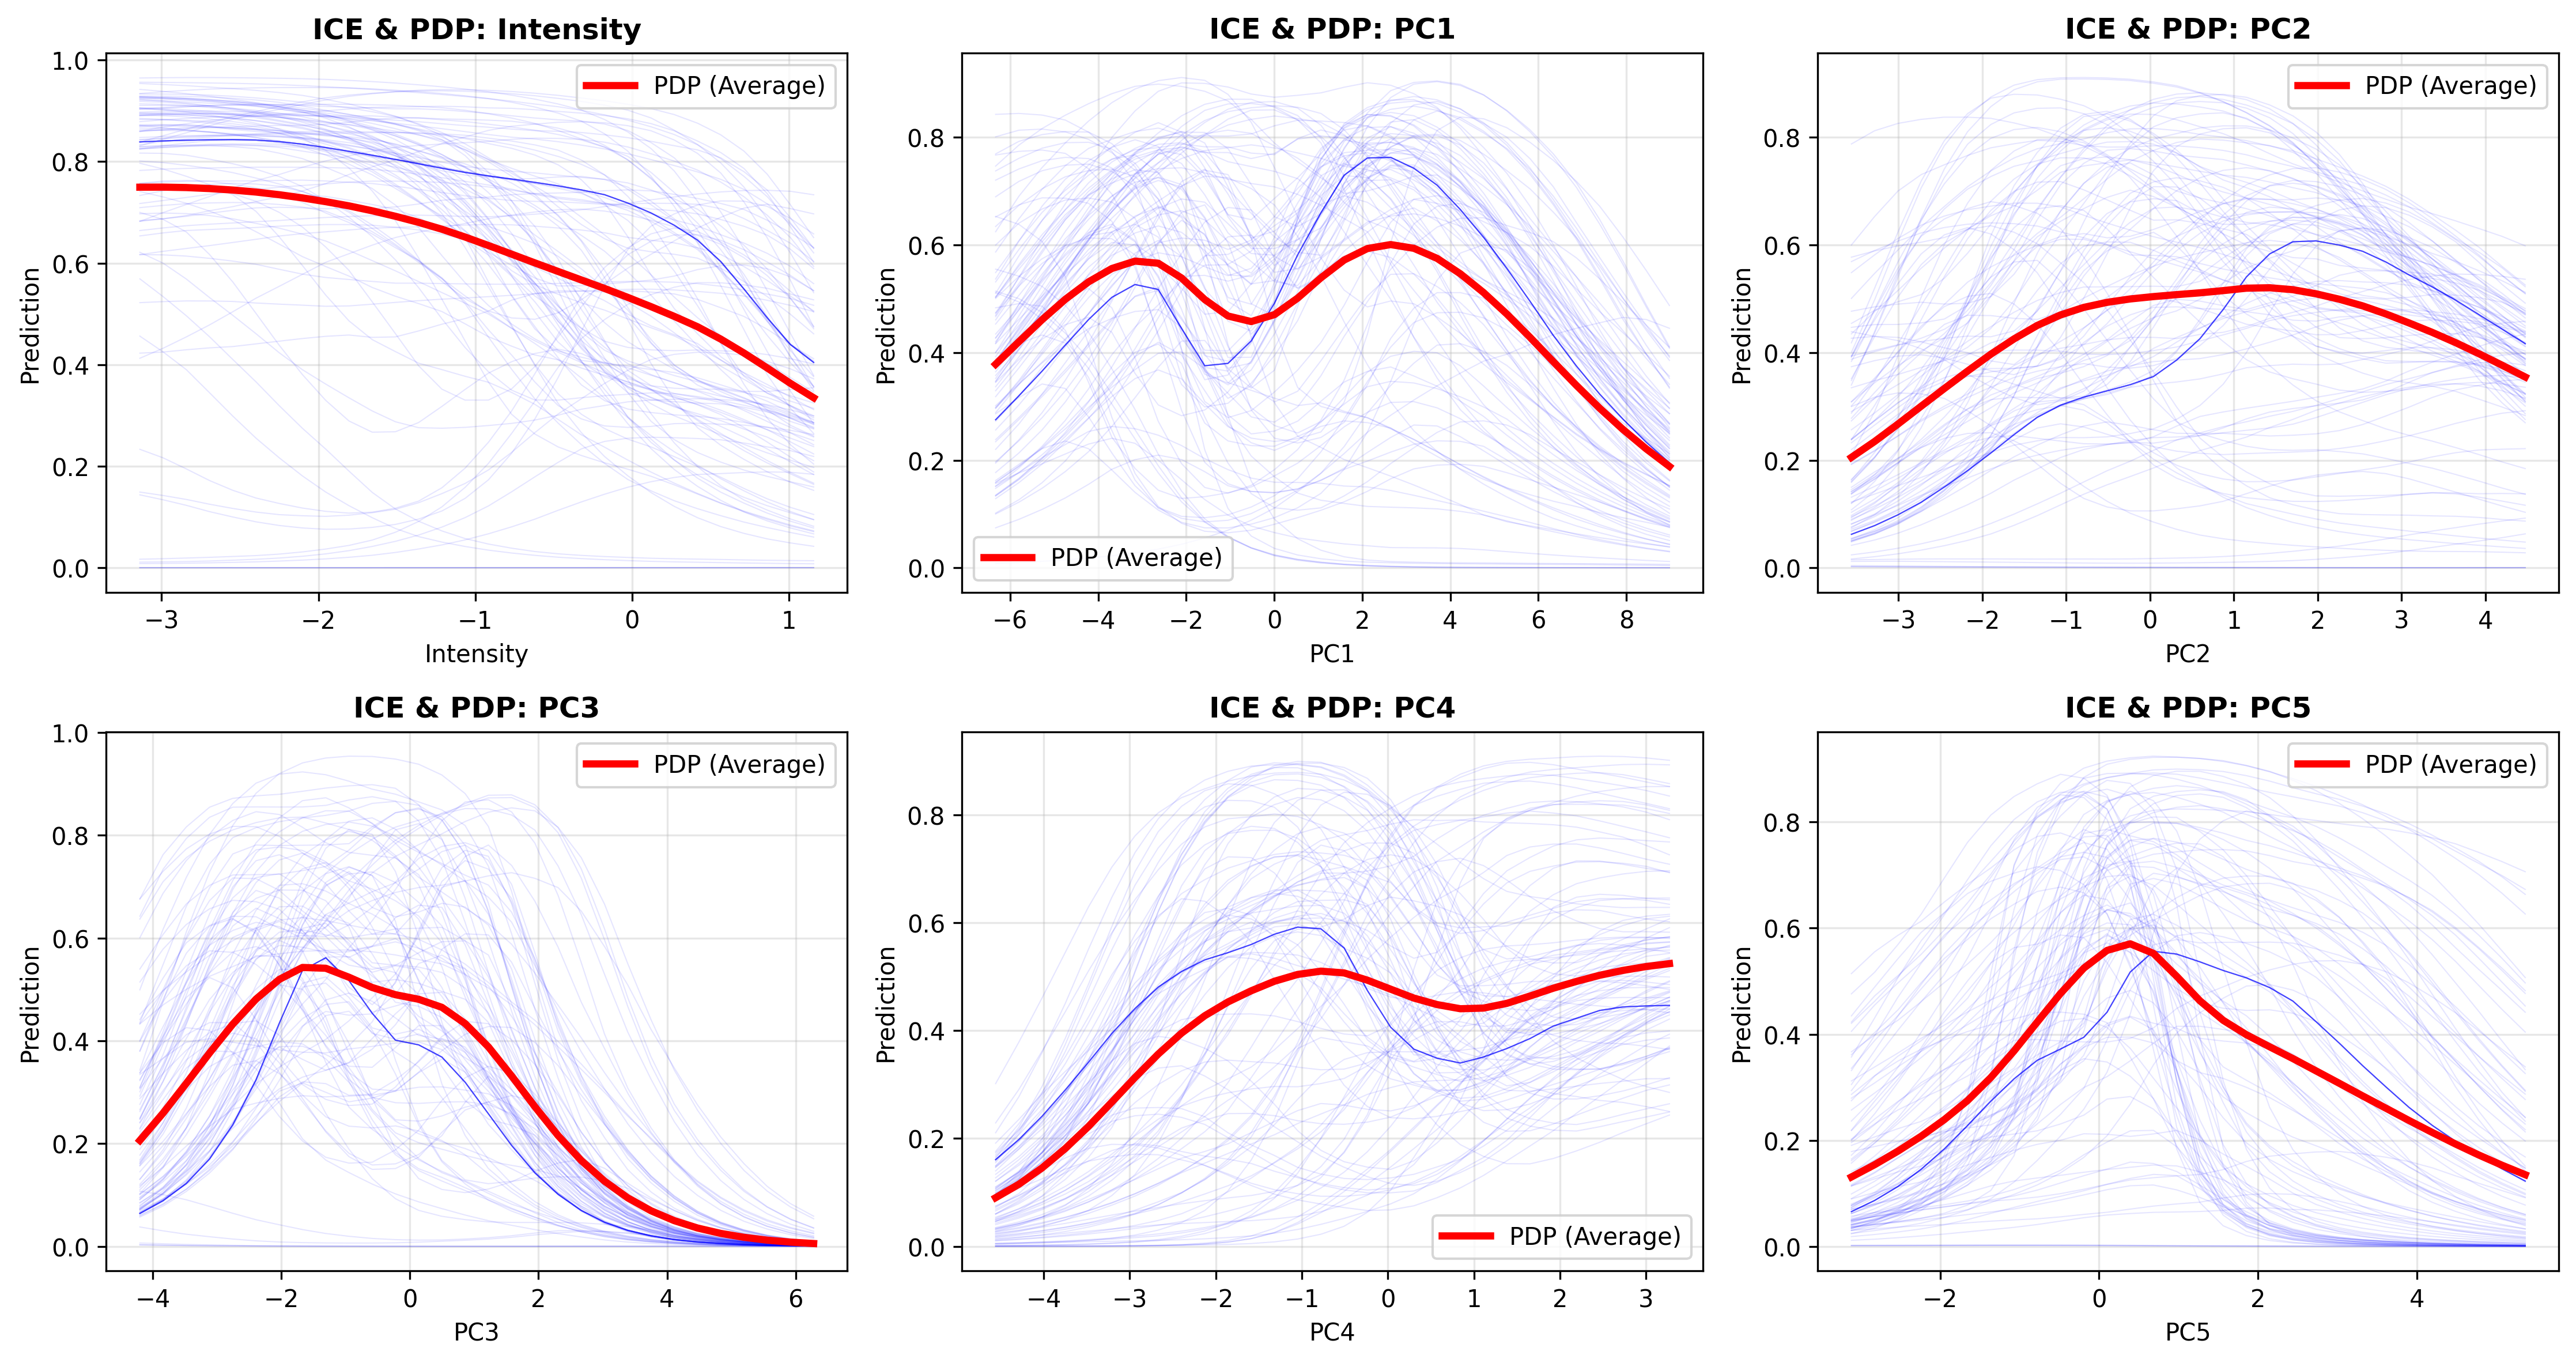 ICE & PDP: Intensity
PDP (Average)
1.0
0.8
0.6
0.4
0.2
0.0
Prediction
−3 −2 −1 0 1
Intensity
ICE & PDP: PC1
0.8
0.6
0.4
0.2
0.0
Prediction
PDP (Average)
−6 −4 −2 0 2 4 6 8
PC1
ICE & PDP: PC2
PDP (Average)
0.8
0.6
0.4
0.2
0.0
Prediction
−3 −2 −1 0 1 2 3 4
PC2
ICE & PDP: PC3
PDP (Average)
1.0
0.8
0.6
0.4
0.2
0.0
Prediction
−4 −2 0 2 4 6
PC3
ICE & PDP: PC4
0.8
0.6
0.4
0.2
0.0
Prediction
PDP (Average)
−4 −3 −2 −1 0 1 2 3
PC4
ICE & PDP: PC5
PDP (Average)
0.8
0.6
0.4
0.2
0.0
Prediction
−2 0 2 4
PC5